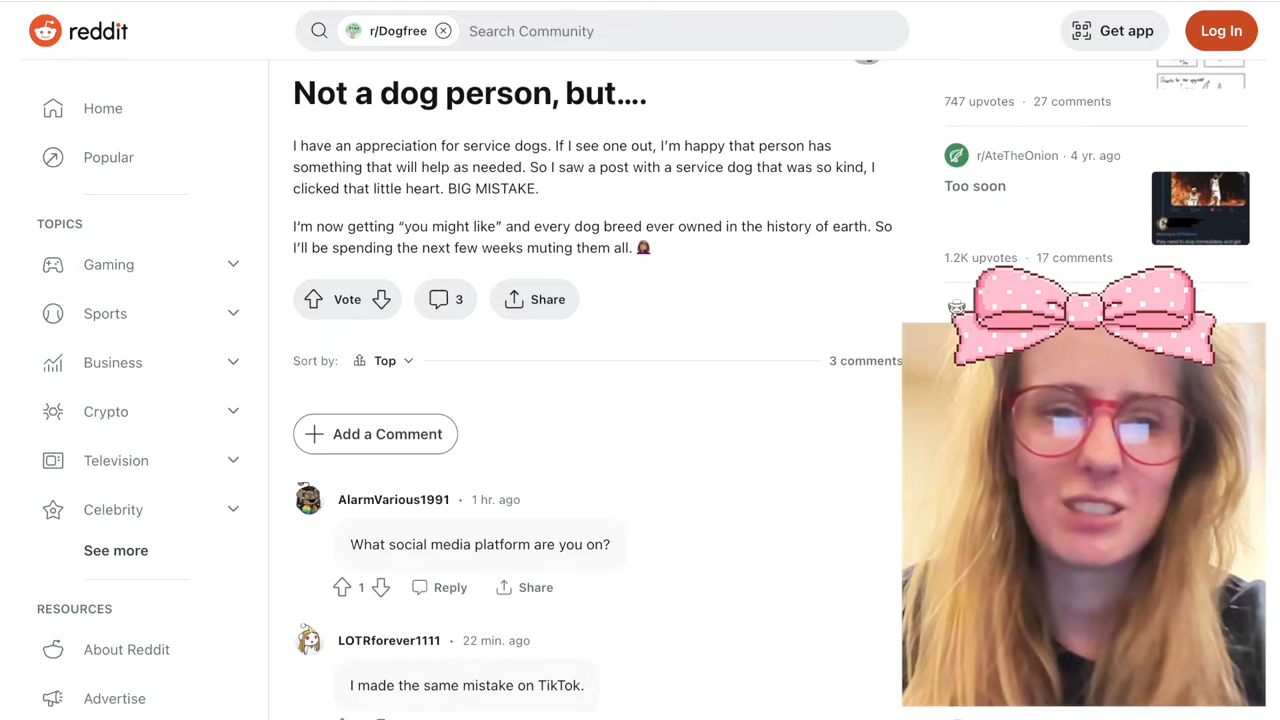 reddit
r/Dogfree
Search Community
Get app
Log In
Home
Popular
TOPICS
Gaming
Sports
Business
Crypto
Television
Celebrity
See more
RESOURCES
About Reddit
Advertise
Not a dog person, but....
I have an appreciation for service dogs. If I see one out, I’m happy that person has
something that will help as needed. So I saw a post with a service dog that was so kind, I
clicked that little heart. BIG MISTAKE.
I’m now getting “you might like” and every dog breed ever owned in the history of earth. So
I’ll be spending the next few weeks muting them all.
Vote
3
Share
Sort by: Top
3 comments
Add a Comment
AlarmVarious1991 · 1 hr. ago
What social media platform are you on?
1
Reply
Share
LOTRforever1111 · 22 min. ago
I made the same mistake on TikTok.
747 upvotes · 27 comments
r/AteTheOnion · 4 yr. ago
Too soon
1.2K upvotes · 17 comments